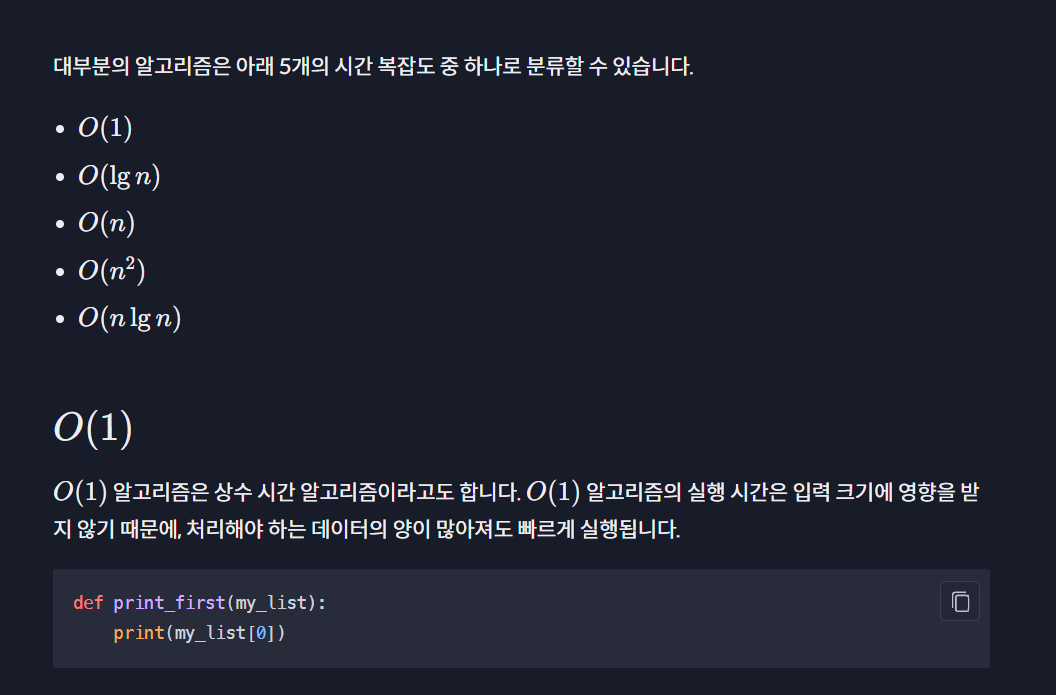 대부분의 알고리즘은 아래 5개의 시간 복잡도 중 하나로 분류할 수 있습니다.
• O(1)
• O(lg n)
• O(n)
• O(n²)
• O(n lg n)
O(1)
O(1) 알고리즘은 상수 시간 알고리즘이라고도 합니다. O(1) 알고리즘의 실행 시간은 입력 크기에 영향을 받
지 않기 때문에, 처리해야 하는 데이터의 양이 많아져도 빠르게 실행됩니다.
def print_first(my_list):
    print(my_list[0])